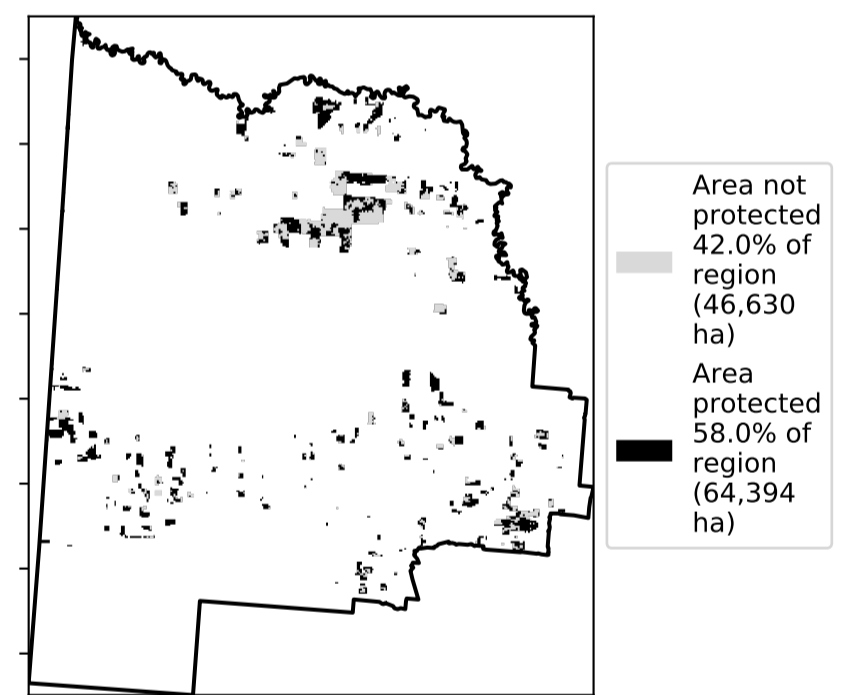 Area not
protected
42.0% of
region
(46,630
ha)
Area
protected
58.0% of
region
(64,394
ha)